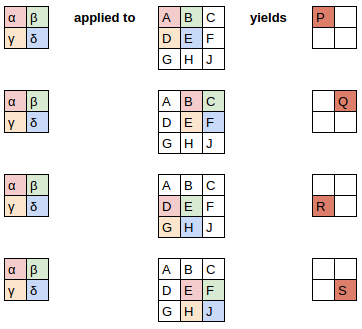 α β applied to A B C yields P
γ δ D E F
G H J
α β A B C Q
γ δ D E F
G H J
α β A B C
γ δ D E F R
G H J
α β A B C
γ δ D E F S
G H J